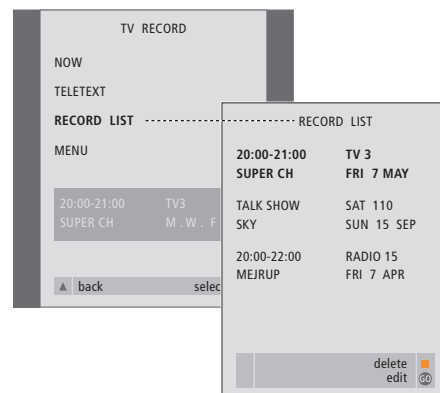 TV RECORD
NOW
TELETEXT
RECORD LIST
MENU
20:00-21:00 TV3
SUPER CH M . W . F
back
RECORD LIST
20:00-21:00 TV 3
SUPER CH FRI 7 MAY
TALK SHOW SAT 110
SKY SUN 15 SEP
20:00-22:00 RADIO 15
MEJRUP FRI 7 APR
delete
edit GO